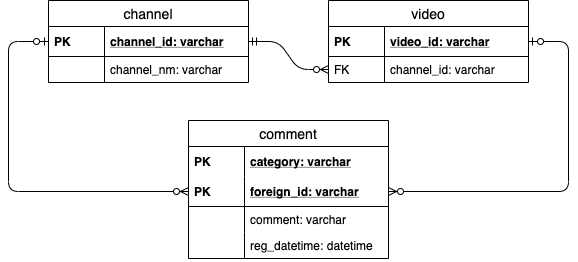 channel
PK channel_id: varchar
channel_nm: varchar
video
PK video_id: varchar
FK channel_id: varchar
comment
PK category: varchar
PK foreign_id: varchar
comment: varchar
reg_datetime: datetime